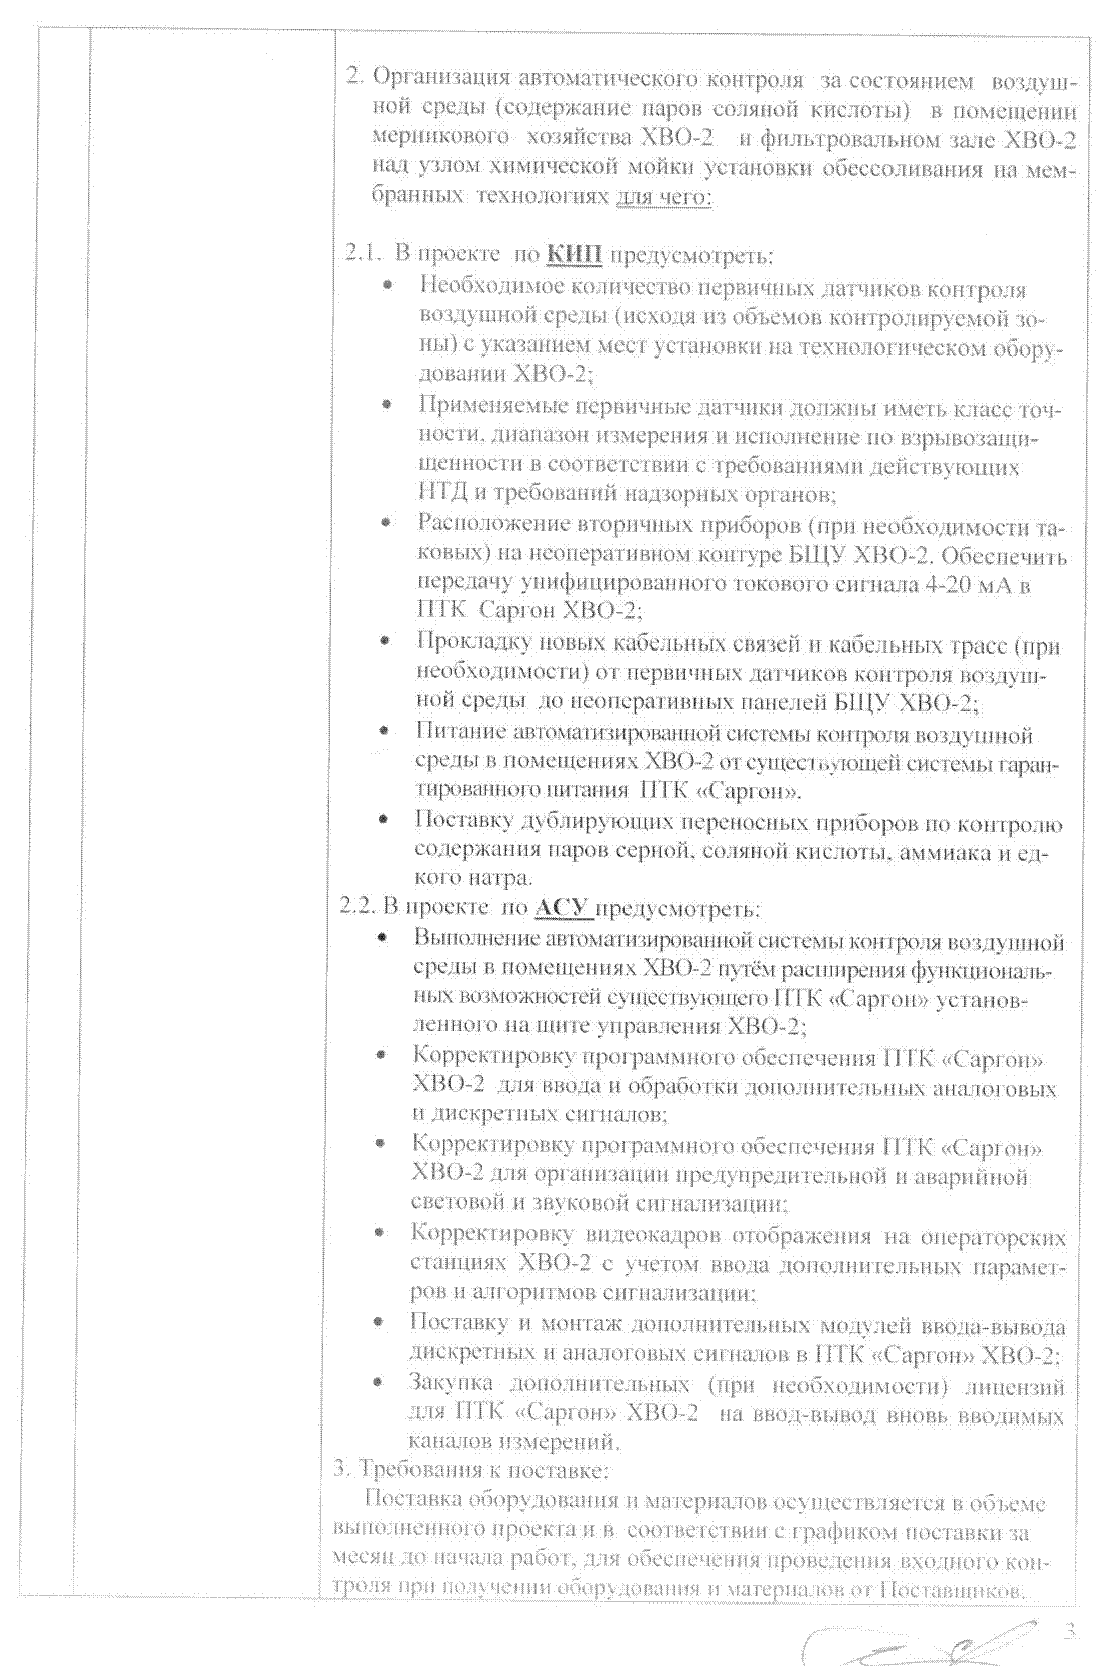 2. Организация автоматического контроля за состоянием воздуш-
ной среды (содержание паров соляной кислоты) в помещении
мерникового хозяйства ХВО-2 и фильтровальном зале ХВО-2
над узлом химической мойки установки обессоливания на мем-
бранных технологиях для чего:
2.1. В проекте по КИП предусмотреть:
• Необходимое количество первичных датчиков контроля
воздушной среды (исходя из объемов контролируемой зо-
ны) с указанием мест установки на технологическом обору-
довании ХВО-2;
• Применяемые первичные датчики должны иметь класс точ-
ности, диапазон измерения и исполнение по взрывозащи-
щенности в соответствии с требованиями действующих
НТД и требований надзорных органов;
• Расположение вторичных приборов (при необходимости та-
ковых) на неоперативном контуре БЩУ ХВО-2. Обеспечить
передачу унифицированного токового сигнала 4-20 мА в
ПТК Саргон ХВО-2;
• Прокладку новых кабельных связей и кабельных трасс (при
необходимости) от первичных датчиков контроля воздуш-
ной среды до неоперативных панелей БЩУ ХВО-2;
• Питание автоматизированной системы контроля воздушной
среды в помещениях ХВО-2 от существующей системы гаран-
тированного питания ПТК «Саргон».
• Поставку дублирующих переносных приборов по контролю
содержания паров серной, соляной кислоты, аммиака и ед-
кого натра.
2.2. В проекте по АСУ предусмотреть:
• Выполнение автоматизированной системы контроля воздушной
среды в помещениях ХВО-2 путём расширения функциональ-
ных возможностей существующего ПТК «Саргон» установ-
ленного на щите управления ХВО-2;
• Корректировку программного обеспечения ПТК «Саргон»
ХВО-2 для ввода и обработки дополнительных аналоговых
и дискретных сигналов;
• Корректировку программного обеспечения ПТК «Саргон»
ХВО-2 для организации предупредительной и аварийной
световой и звуковой сигнализации;
• Корректировку видеокадров отображения на операторских
станциях ХВО-2 с учетом ввода дополнительных парамет-
ров и алгоритмов сигнализации;
• Поставку и монтаж дополнительных модулей ввода-вывода
дискретных и аналоговых сигналов в ПТК «Саргон» ХВО-2;
• Закупка дополнительных (при необходимости) лицензий
для ПТК «Саргон» ХВО-2 на ввод-вывод вновь вводимых
каналов измерений.
3. Требования к поставке:
Поставка оборудования и материалов осуществляется в объеме
выполненного проекта и в соответствии с графиком поставки за
месяц до начала работ, для обеспечения проведения входного кон-
троля при получении оборудования и материалов от Поставщиков.
3